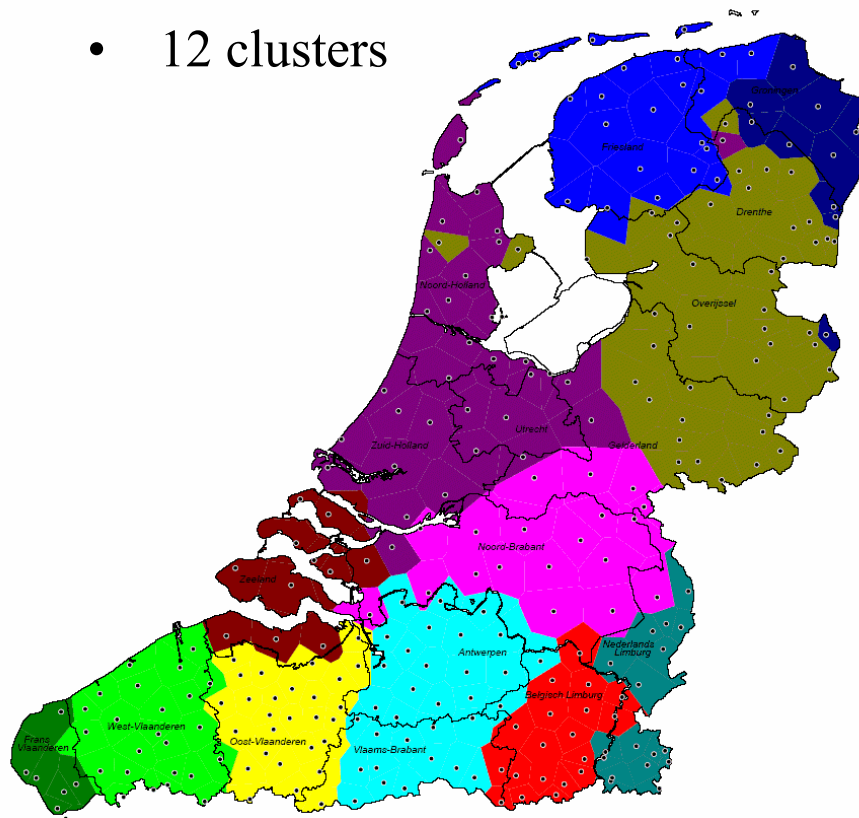 • 12 clusters
Groningen
Friesland
Drenthe
Noord-Holland
Overijssel
Zuid-Holland
Utrecht
Gelderland
Noord-Brabant
Zeeland
Nederlands
Limburg
Antwerpen
Belgisch Limburg
West-Vlaanderen
Frans
Vlaanderen
Oost-Vlaanderen
Vlaams-Brabant